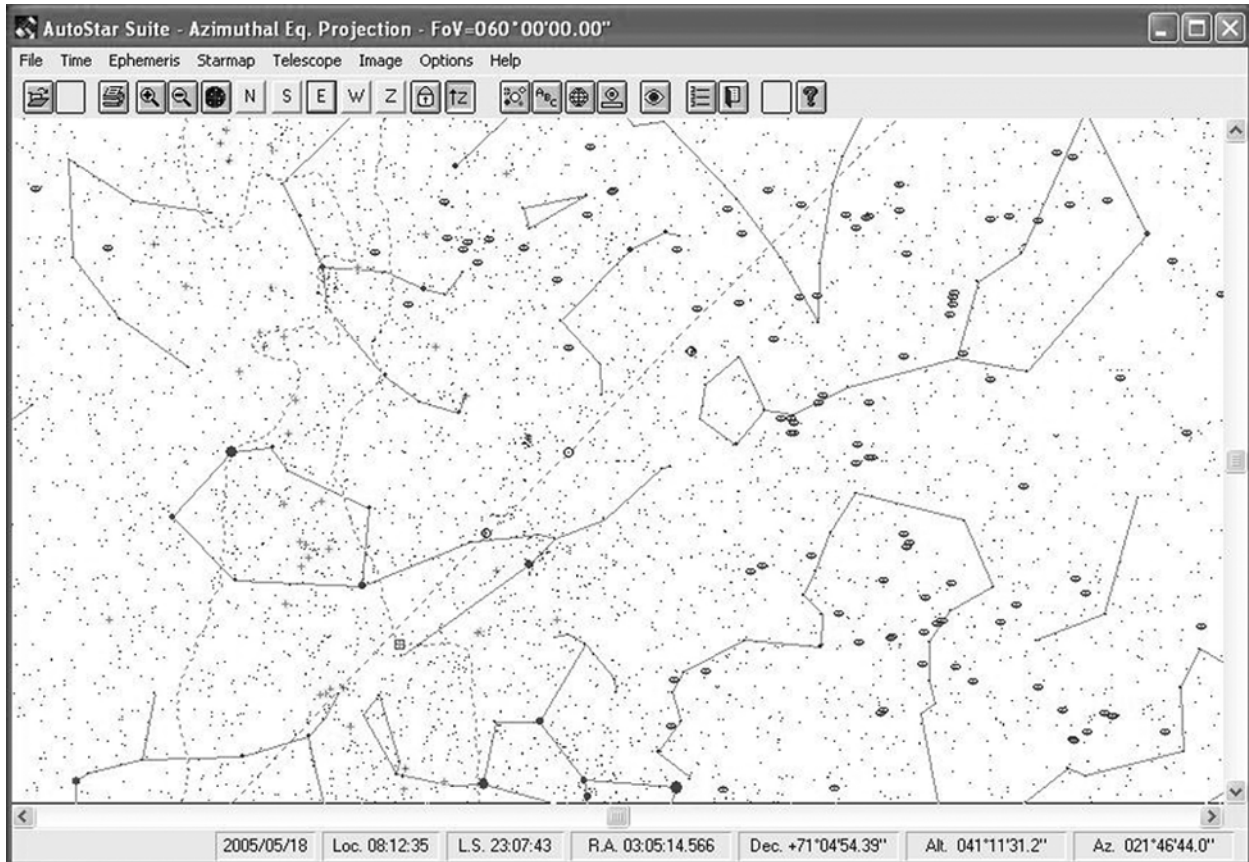 AutoStar Suite - Azimuthal Eq. Projection - FoV=060°00'00.00"
File Time Ephemeris Starmap Telescope Image Options Help
N S E W Z Z ABC ?
2005/05/18 Loc. 08:12:35 L.S. 23:07:43 R.A. 03:05:14.566 Dec. +71°04'54.39" Alt. 041°11'31.2" Az. 021°46'44.0"